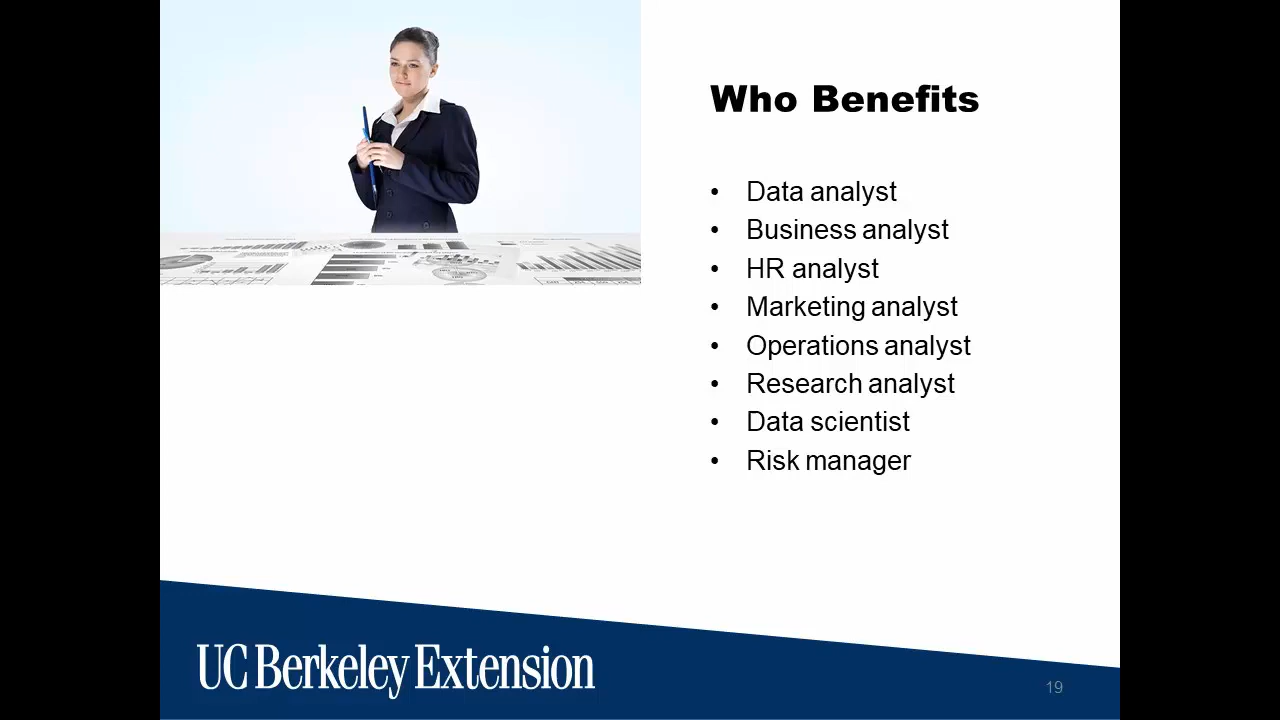 Who Benefits
• Data analyst
• Business analyst
• HR analyst
• Marketing analyst
• Operations analyst
• Research analyst
• Data scientist
• Risk manager
UC Berkeley Extension
19